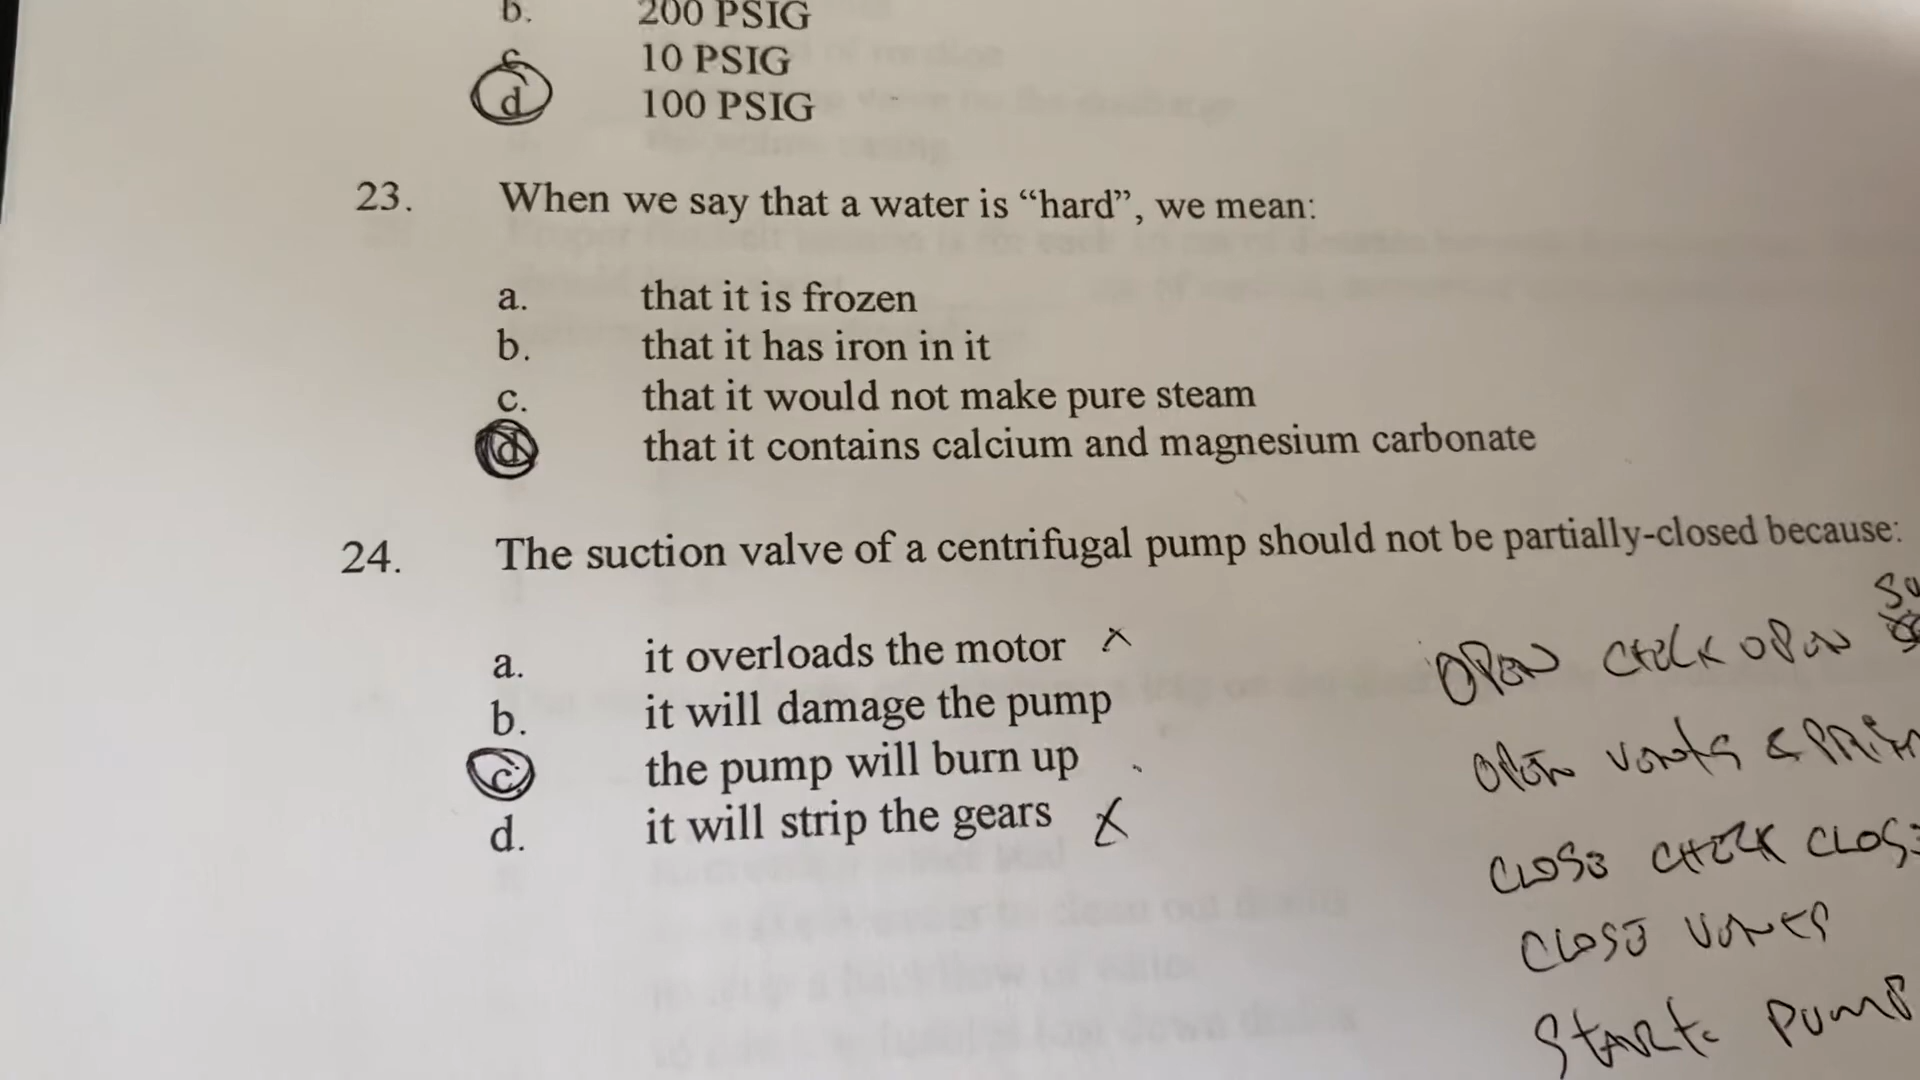 b. 200 PSIG
c. 10 PSIG
d 100 PSIG
23. When we say that a water is “hard”, we mean:
a. that it is frozen
b. that it has iron in it
c. that it would not make pure steam
d that it contains calcium and magnesium carbonate
24. The suction valve of a centrifugal pump should not be partially-closed because:
a. it overloads the motor X
b. it will damage the pump
c. the pump will burn up
d. it will strip the gears X
OPEN CHECK OPEN
OPEN VENTS &
CLOSE CHECK
CLOSE VENTS
START PUMP